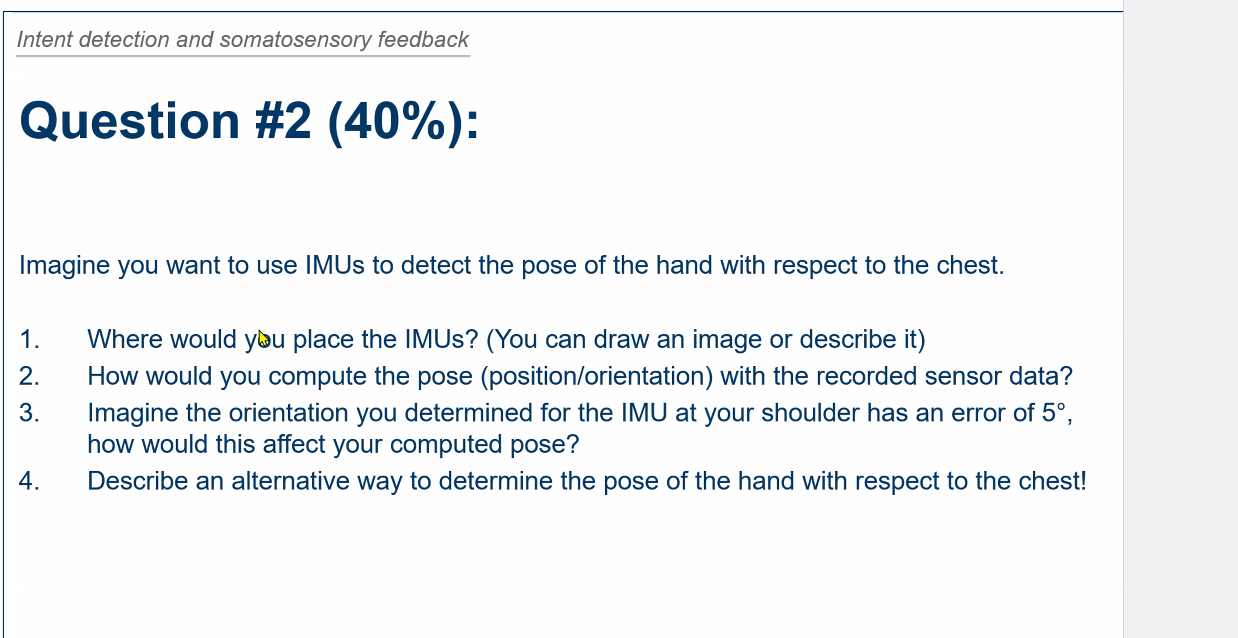 Intent detection and somatosensory feedback
Question #2 (40%):
Imagine you want to use IMUs to detect the pose of the hand with respect to the chest.
1. Where would you place the IMUs? (You can draw an image or describe it)
2. How would you compute the pose (position/orientation) with the recorded sensor data?
3. Imagine the orientation you determined for the IMU at your shoulder has an error of 5°,
how would this affect your computed pose?
4. Describe an alternative way to determine the pose of the hand with respect to the chest!